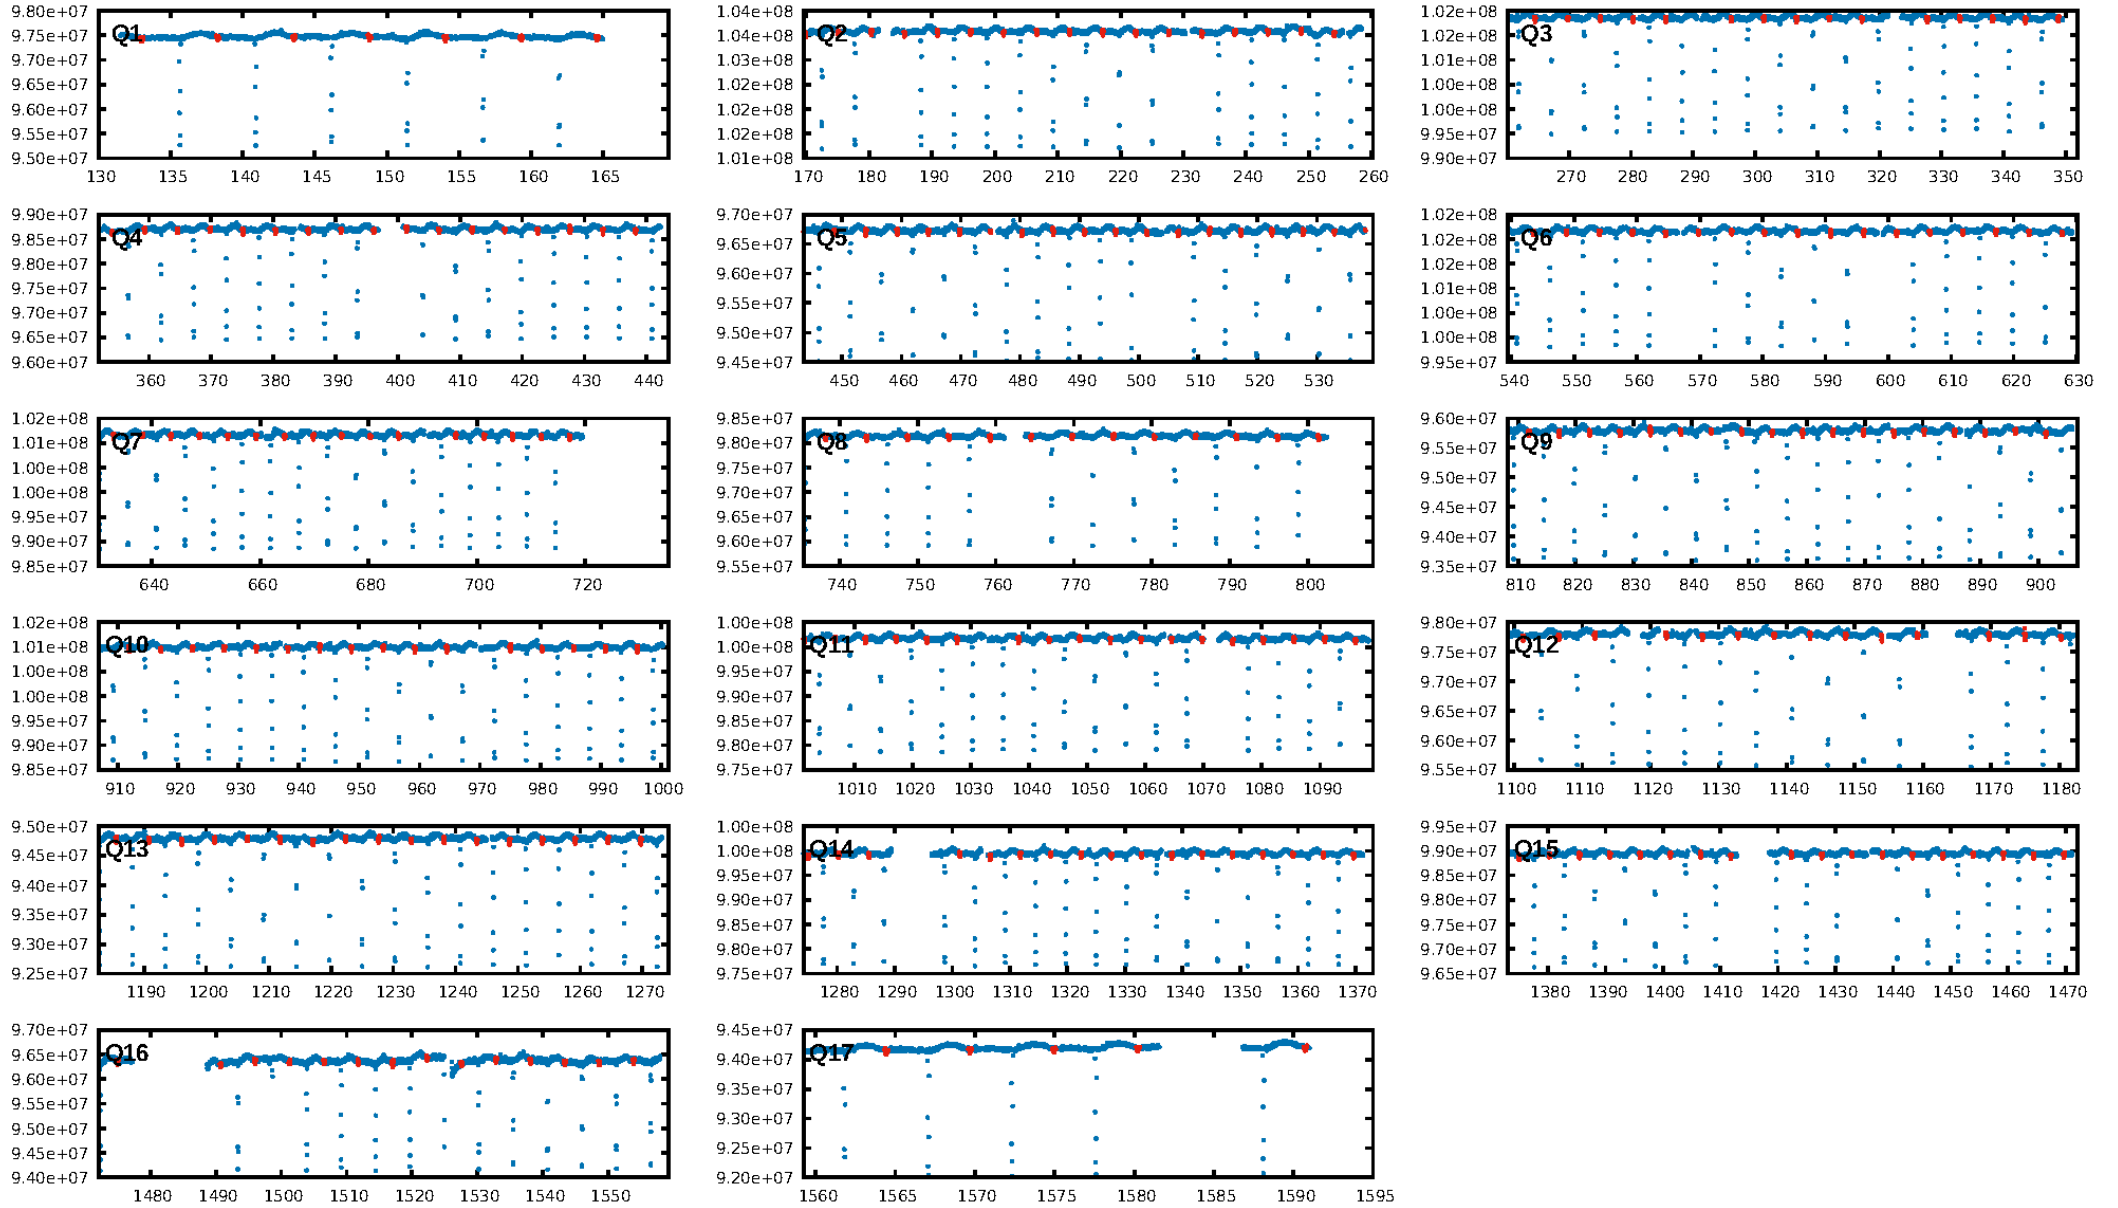 9.80e+07 9.75e+07 9.70e+07 9.65e+07 9.60e+07 9.55e+07 9.50e+07
Q1
130 135 140 145 150 155 160 165
1.04e+08 1.04e+08 1.03e+08 1.02e+08 1.02e+08 1.01e+08
Q2
170 180 190 200 210 220 230 240 250 260
1.02e+08 1.02e+08 1.01e+08 1.00e+08 1.00e+08 9.95e+07 9.90e+07
Q3
270 280 290 300 310 320 330 340 350
9.90e+07 9.85e+07 9.80e+07 9.75e+07 9.70e+07 9.65e+07 9.60e+07
Q4
360 370 380 390 400 410 420 430 440
9.70e+07 9.65e+07 9.60e+07 9.55e+07 9.50e+07 9.45e+07
Q5
450 460 470 480 490 500 510 520 530
1.02e+08 1.02e+08 1.02e+08 1.01e+08 1.00e+08 1.00e+08 9.95e+07
Q6
540 550 560 570 580 590 600 610 620 630
1.02e+08 1.01e+08 1.00e+08 1.00e+08 9.95e+07 9.90e+07 9.85e+07
Q7
640 660 680 700 720
9.85e+07 9.80e+07 9.75e+07 9.70e+07 9.65e+07 9.60e+07 9.55e+07
Q8
740 750 760 770 780 790 800
9.60e+07 9.55e+07 9.50e+07 9.45e+07 9.40e+07 9.35e+07
Q9
810 820 830 840 850 860 870 880 890 900
1.02e+08 1.01e+08 1.00e+08 1.00e+08 9.95e+07 9.90e+07 9.85e+07
Q10
910 920 930 940 950 960 970 980 990 1000
1.00e+08 1.00e+08 9.95e+07 9.90e+07 9.85e+07 9.80e+07 9.75e+07
Q11
1010 1020 1030 1040 1050 1060 1070 1080 1090
9.80e+07 9.75e+07 9.70e+07 9.65e+07 9.60e+07 9.55e+07
Q12
1100 1110 1120 1130 1140 1150 1160 1170 1180
9.50e+07 9.45e+07 9.40e+07 9.35e+07 9.30e+07 9.25e+07
Q13
1190 1200 1210 1220 1230 1240 1250 1260 1270
1.00e+08 1.00e+08 9.95e+07 9.90e+07 9.85e+07 9.80e+07 9.75e+07
Q14
1280 1290 1300 1310 1320 1330 1340 1350 1360 1370
9.95e+07 9.90e+07 9.85e+07 9.80e+07 9.75e+07 9.70e+07 9.65e+07
Q15
1380 1390 1400 1410 1420 1430 1440 1450 1460 1470
9.70e+07 9.65e+07 9.60e+07 9.55e+07 9.50e+07 9.45e+07 9.40e+07
Q16
1480 1490 1500 1510 1520 1530 1540 1550
9.45e+07 9.40e+07 9.35e+07 9.30e+07 9.25e+07 9.20e+07
Q17
1560 1565 1570 1575 1580 1585 1590 1595